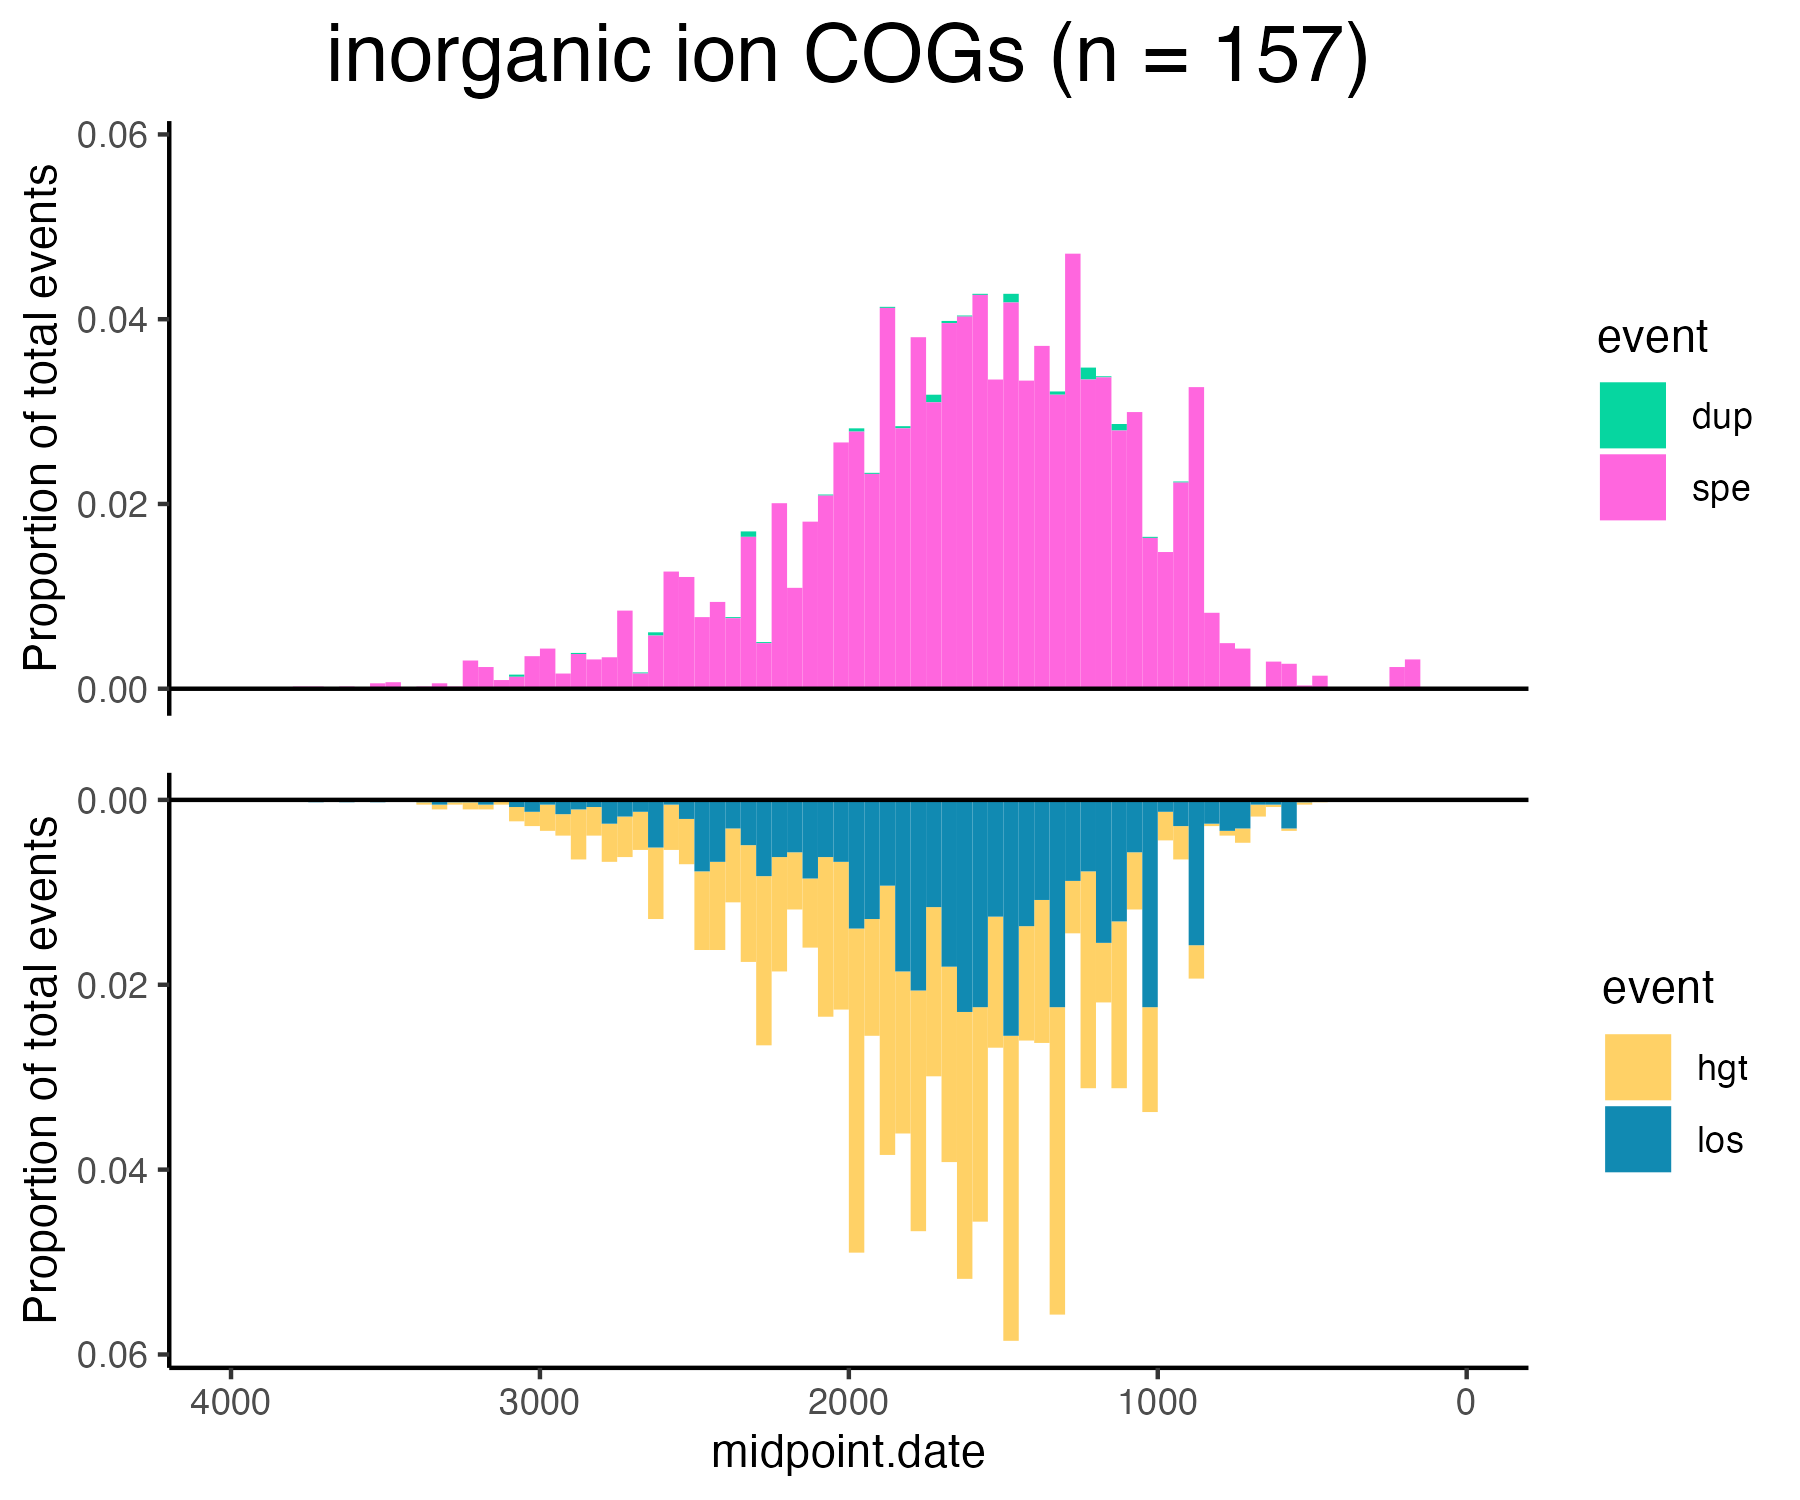 inorganic ion COGs (n = 157)
Proportion of total events
0.06
0.04
0.02
0.00
event
dup
spe
Proportion of total events
0.00
0.02
0.04
0.06
event
hgt
los
4000 3000 2000 1000 0
midpoint.date